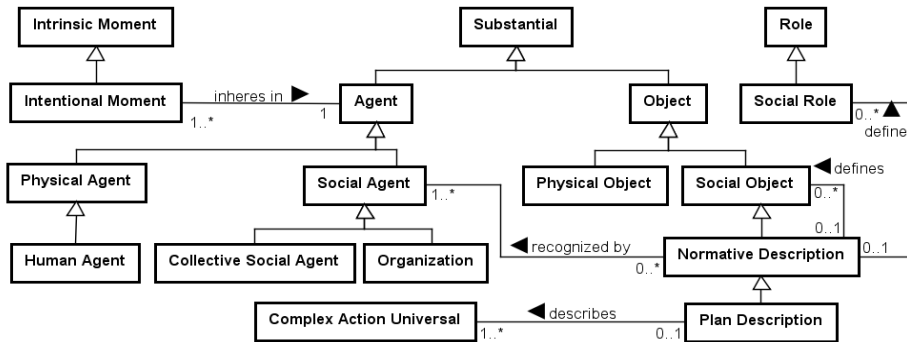 Intrinsic Moment
Substantial
Role
Intentional Moment
inheres in
1..*
1
Agent
Object
Social Role
0..*
define
Physical Agent
Social Agent
1..*
Physical Object
Social Object
defines
0..*
0..1
Human Agent
Collective Social Agent
Organization
recognized by
0..*
Normative Description
0..1
Complex Action Universal
1..*
describes
0..1
Plan Description